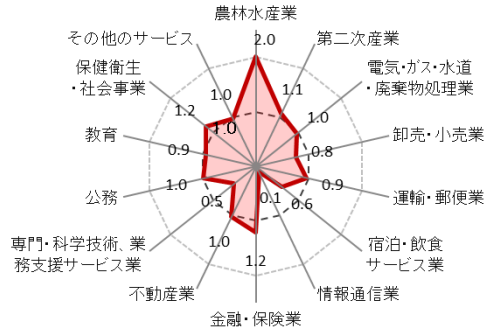 農林水産業
2.0
第二次産業
1.1
電気・ガス・水道
・廃棄物処理業
1.0
卸売・小売業
0.8
運輸・郵便業
0.9
宿泊・飲食
サービス業
0.6
情報通信業
0.1
金融・保険業
1.2
不動産業
1.0
専門・科学技術、業
務支援サービス業
0.5
公務
1.0
教育
0.9
保健衛生
・社会事業
1.2
その他のサービス
1.0
1.0